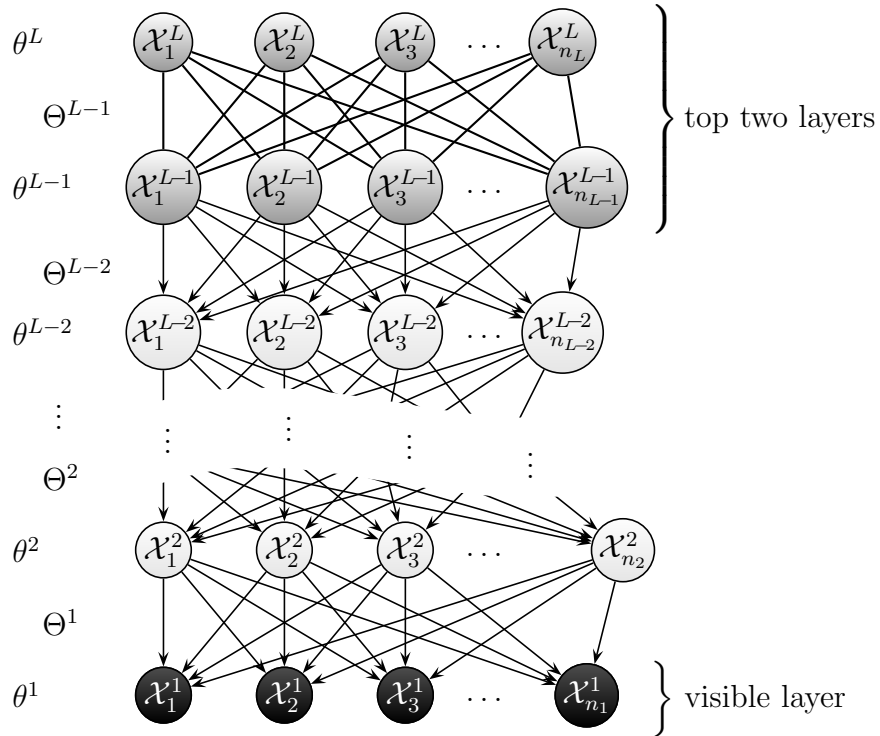 θ^L 𝒳_1^L 𝒳_2^L 𝒳_3^L ⋯ 𝒳_{n_L}^L
Θ^{L−1} top two layers
θ^{L−1} 𝒳_1^{L−1} 𝒳_2^{L−1} 𝒳_3^{L−1} ⋯ 𝒳_{n_{L−1}}^{L−1}
Θ^{L−2}
θ^{L−2} 𝒳_1^{L−2} 𝒳_2^{L−2} 𝒳_3^{L−2} ⋯ 𝒳_{n_{L−2}}^{L−2}
⋮ ⋮ ⋮ ⋮ ⋮
Θ^2
θ^2 𝒳_1^2 𝒳_2^2 𝒳_3^2 ⋯ 𝒳_{n_2}^2
Θ^1
θ^1 𝒳_1^1 𝒳_2^1 𝒳_3^1 ⋯ 𝒳_{n_1}^1 visible layer